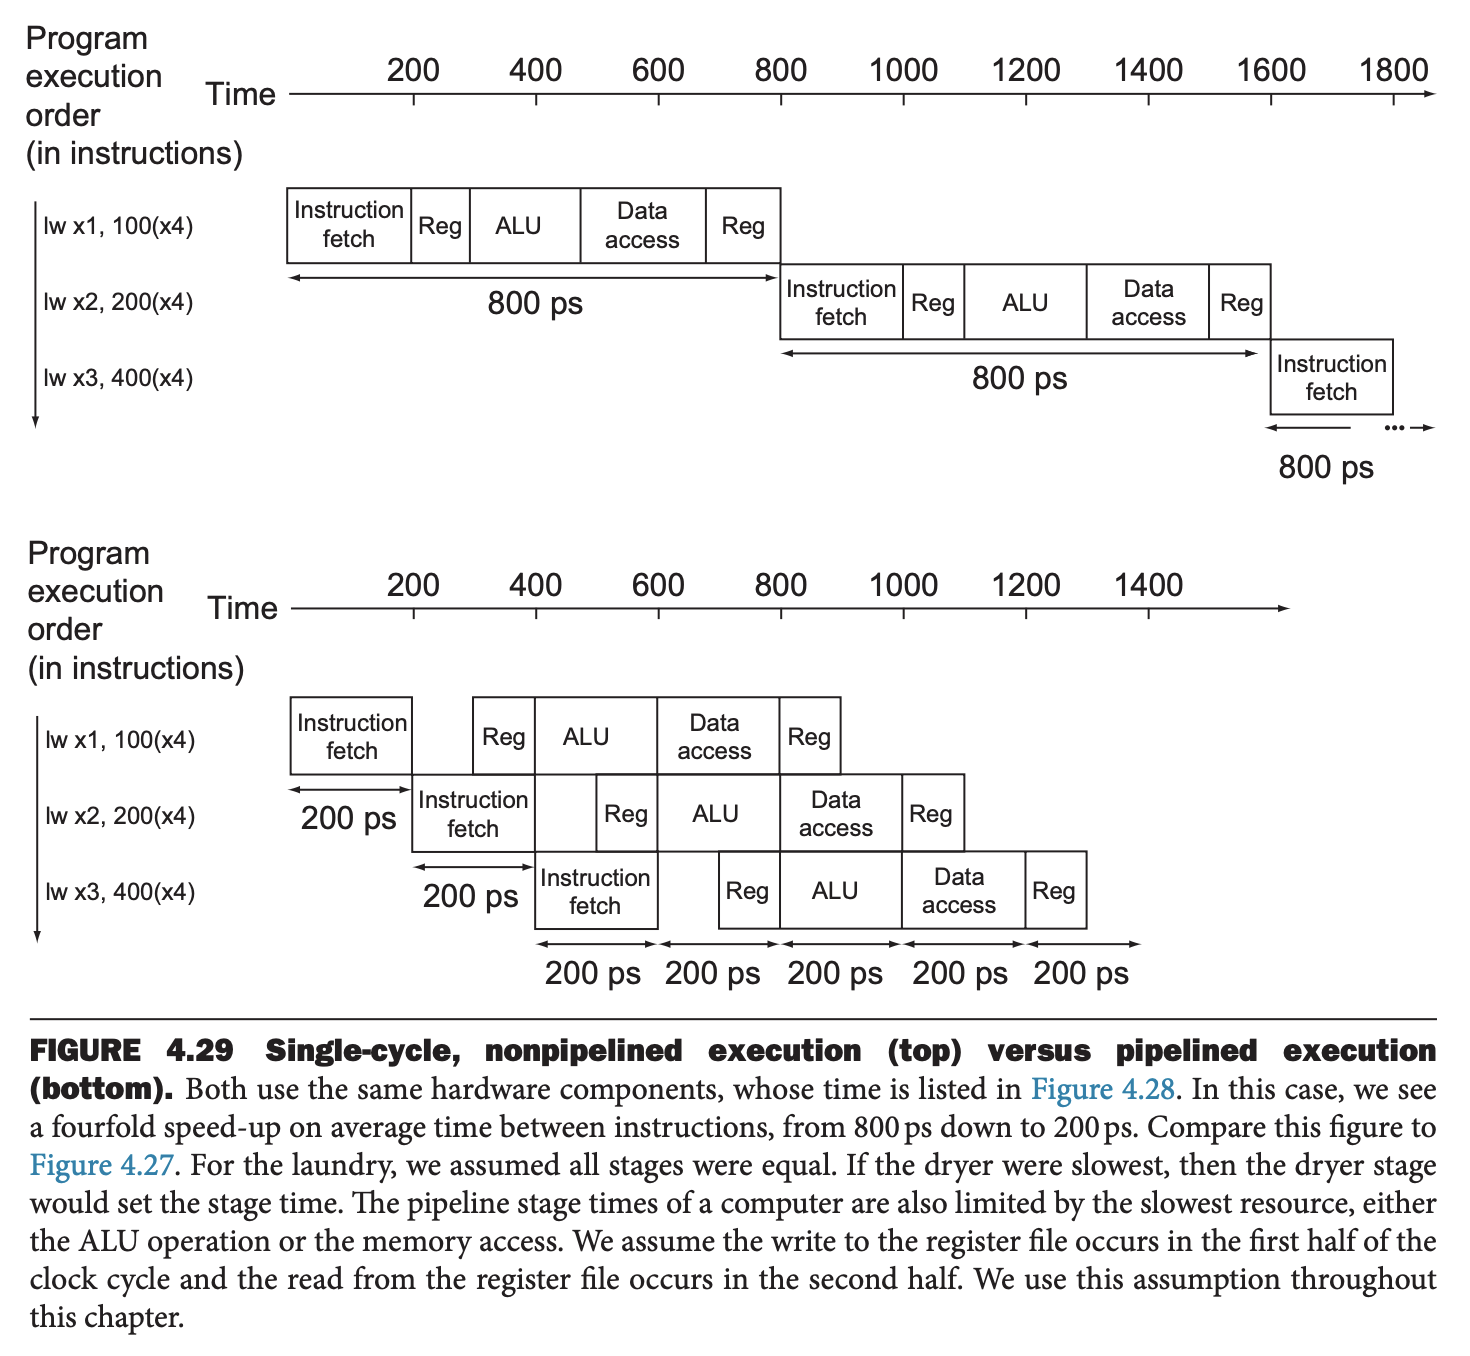 Program
execution
order
(in instructions)
Time
200 400 600 800 1000 1200 1400 1600 1800
lw x1, 100(x4)
Instruction
fetch
Reg
ALU
Data
access
Reg
800 ps
lw x2, 200(x4)
Instruction
fetch
Reg
ALU
Data
access
Reg
800 ps
lw x3, 400(x4)
Instruction
fetch
...
800 ps
Program
execution
order
(in instructions)
Time
200 400 600 800 1000 1200 1400
lw x1, 100(x4)
Instruction
fetch
Reg
ALU
Data
access
Reg
200 ps
lw x2, 200(x4)
Instruction
fetch
Reg
ALU
Data
access
Reg
200 ps
lw x3, 400(x4)
Instruction
fetch
Reg
ALU
Data
access
Reg
200 ps 200 ps 200 ps 200 ps 200 ps
FIGURE 4.29 Single-cycle, nonpipelined execution (top) versus pipelined execution
(bottom). Both use the same hardware components, whose time is listed in Figure 4.28. In this case, we see
a fourfold speed-up on average time between instructions, from 800 ps down to 200 ps. Compare this figure to
Figure 4.27. For the laundry, we assumed all stages were equal. If the dryer were slowest, then the dryer stage
would set the stage time. The pipeline stage times of a computer are also limited by the slowest resource, either
the ALU operation or the memory access. We assume the write to the register file occurs in the first half of the
clock cycle and the read from the register file occurs in the second half. We use this assumption throughout
this chapter.